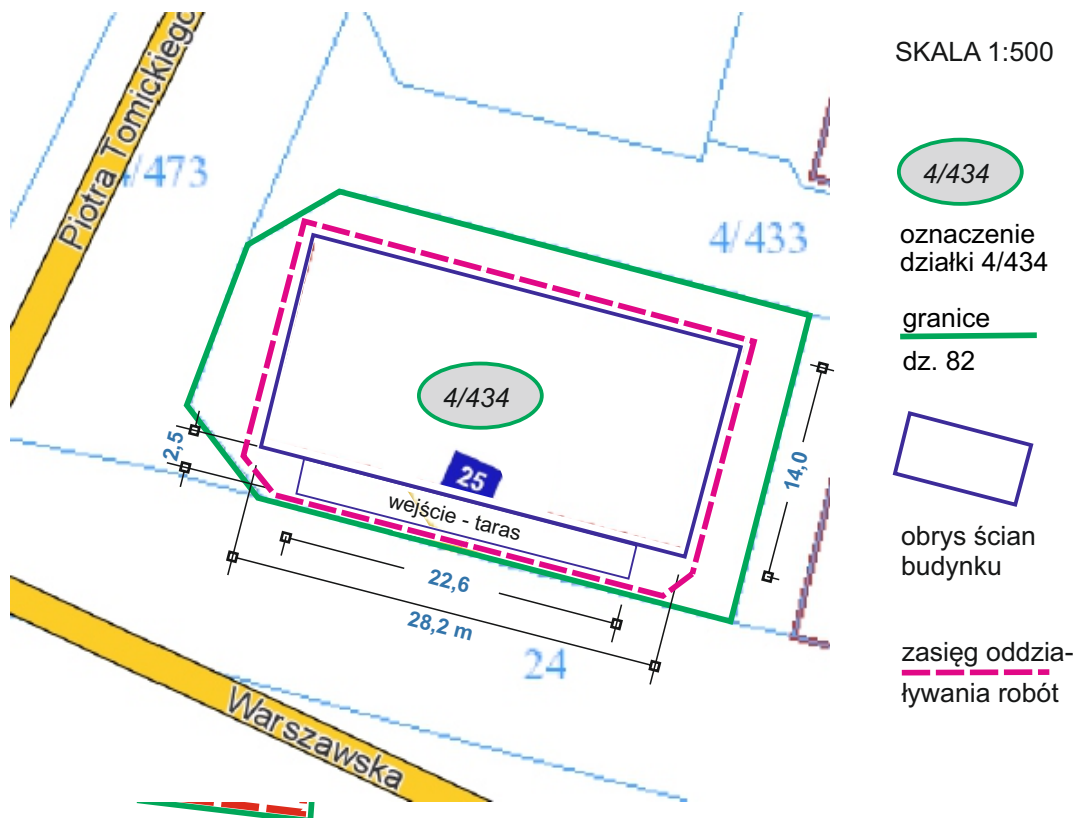 Piotra Tomickiego
/473
4/433
4/434
25
wejście - taras
2,5
14,0
22,6
28,2 m
24
Warszawska
SKALA 1:500
4/434
oznaczenie
działki 4/434
granice
dz. 82
obrys ścian
budynku
zasięg oddzia-
ływania robót